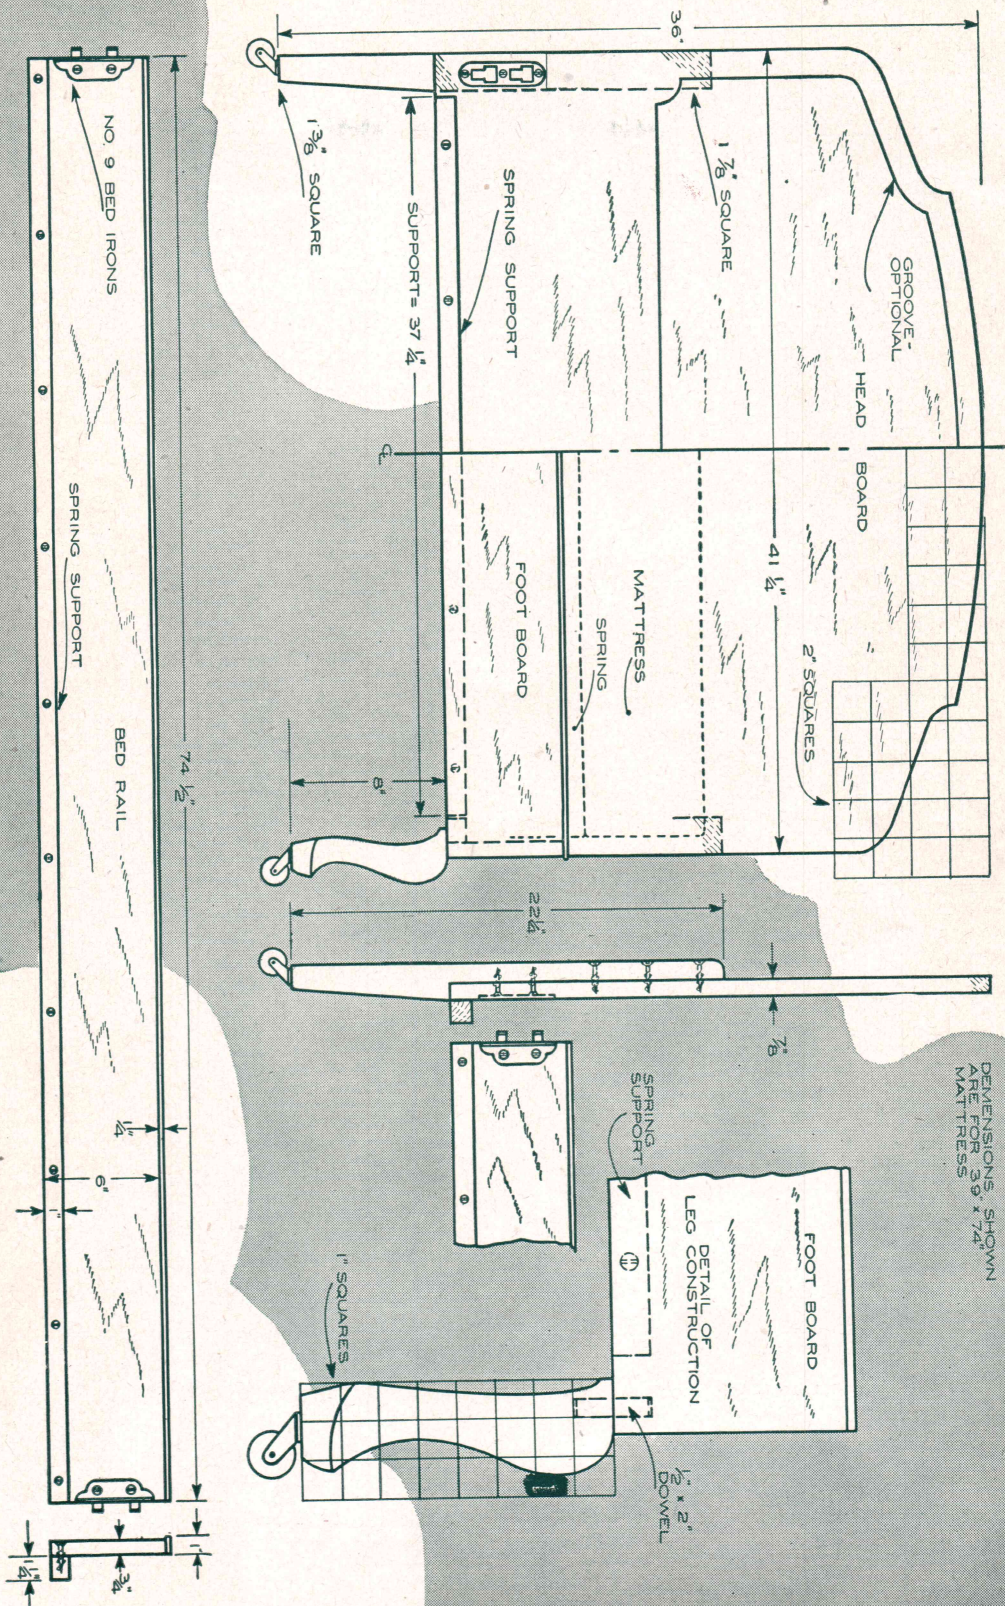 36"
GROOVE-
OPTIONAL
HEAD BOARD
1 7/8" SQUARE
41 1/4"
2" SQUARES
MATTRESS
SPRING
SPRING SUPPORT
FOOT BOARD
SUPPORT= 37 1/4"
1 3/8" SQUARE
8"
CL
DEMENSIONS SHOWN
ARE FOR 39" x 74"
MATTRESS
7/8"
22 1/4"
SPRING
SUPPORT
FOOT BOARD
DETAIL OF
LEG CONSTRUCTION
1/2" x 2"
DOWEL
1" SQUARES
74 1/2"
NO. 9 BED IRONS
BED RAIL
SPRING SUPPORT
1/4"
6"
1"
1"
3/4"
1 1/4"